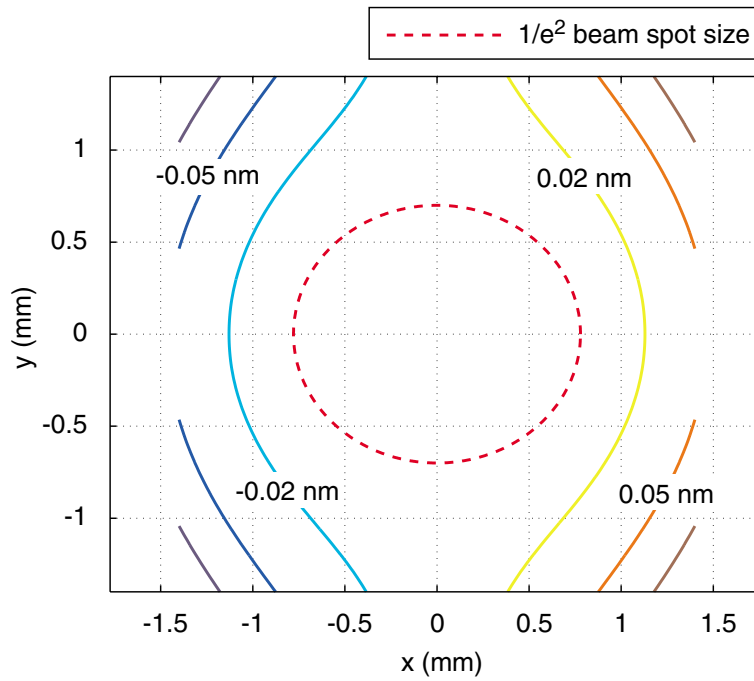 1/e² beam spot size
1
0.5
0
-0.5
-1
y (mm)
-0.05 nm
0.02 nm
-0.02 nm
0.05 nm
-1.5 -1 -0.5 0 0.5 1 1.5
x (mm)